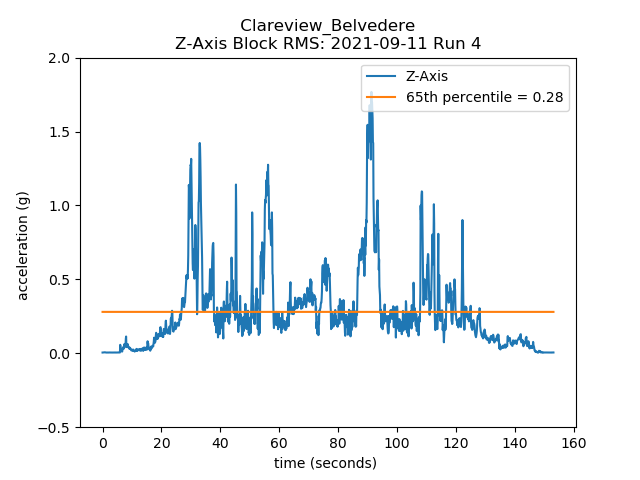 Clareview_Belvedere
Z-Axis Block RMS: 2021-09-11 Run 4
Z-Axis
65th percentile = 0.28
acceleration (g)
2.0
1.5
1.0
0.5
0.0
−0.5
0 20 40 60 80 100 120 140 160
time (seconds)